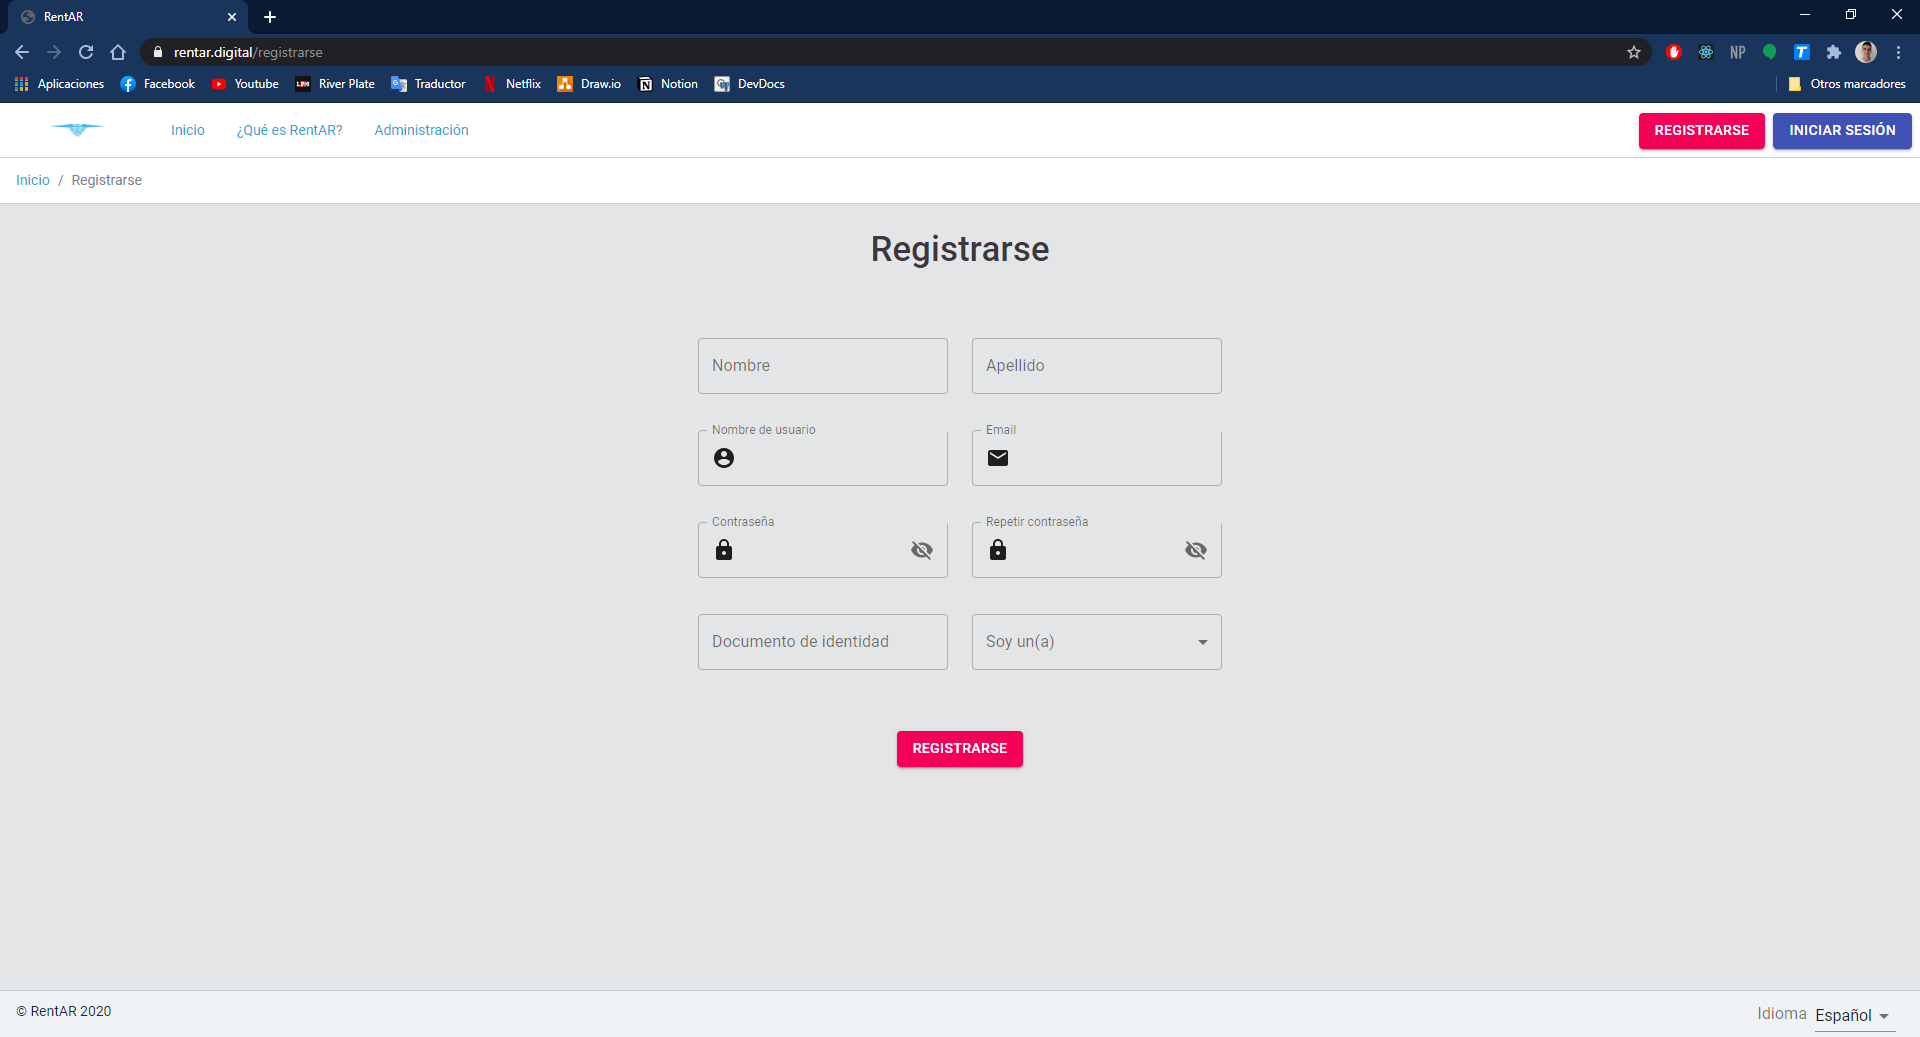 RentAR
rentar.digital/registrarse
NP
Aplicaciones Facebook Youtube River Plate Traductor Netflix Draw.io Notion DevDocs Otros marcadores
Inicio ¿Qué es RentAR? Administración REGISTRARSE INICIAR SESIÓN
Inicio / Registrarse
Registrarse
Nombre Apellido
Nombre de usuario Email
Contraseña Repetir contraseña
Documento de identidad Soy un(a)
REGISTRARSE
© RentAR 2020 Idioma Español